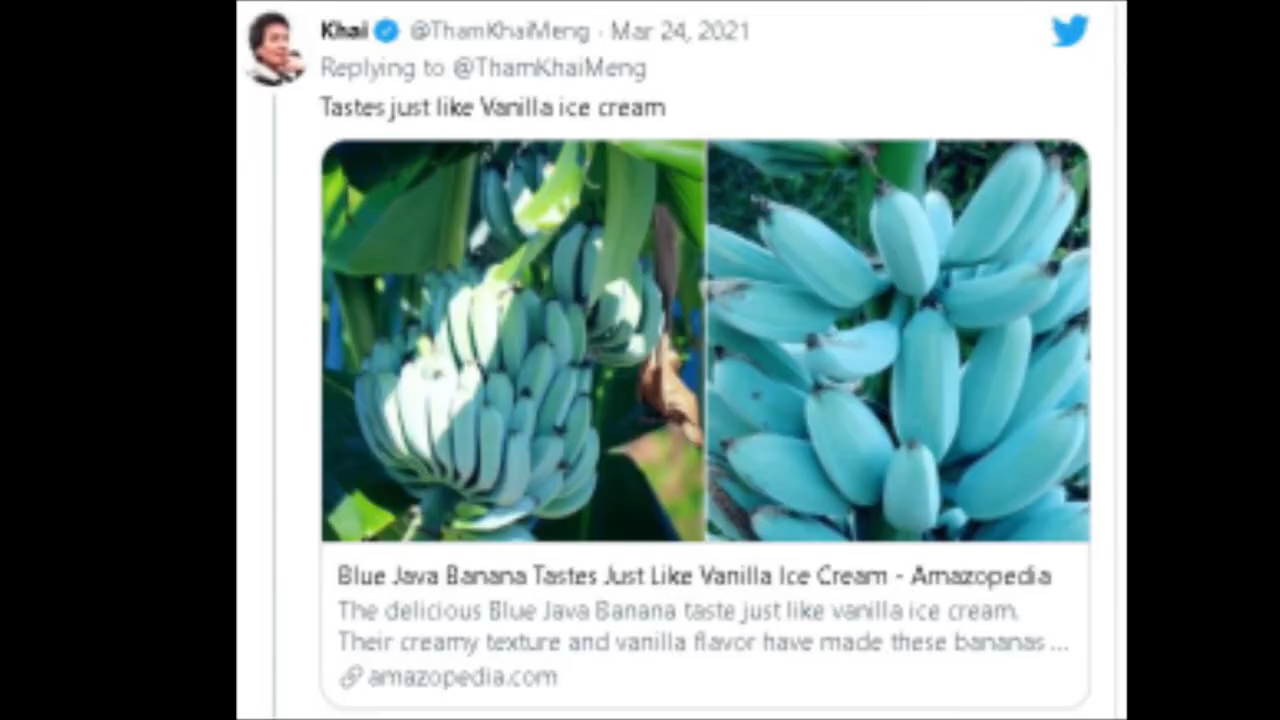 Khai @ThamKhaiMeng · Mar 24, 2021
Replying to @ThamKhaiMeng
Tastes just like Vanilla ice cream
Blue Java Banana Tastes Just Like Vanilla Ice Cream - Amazopedia
The delicious Blue Java Banana taste just like vanilla ice cream.
Their creamy texture and vanilla flavor have made these bananas ...
amazopedia.com